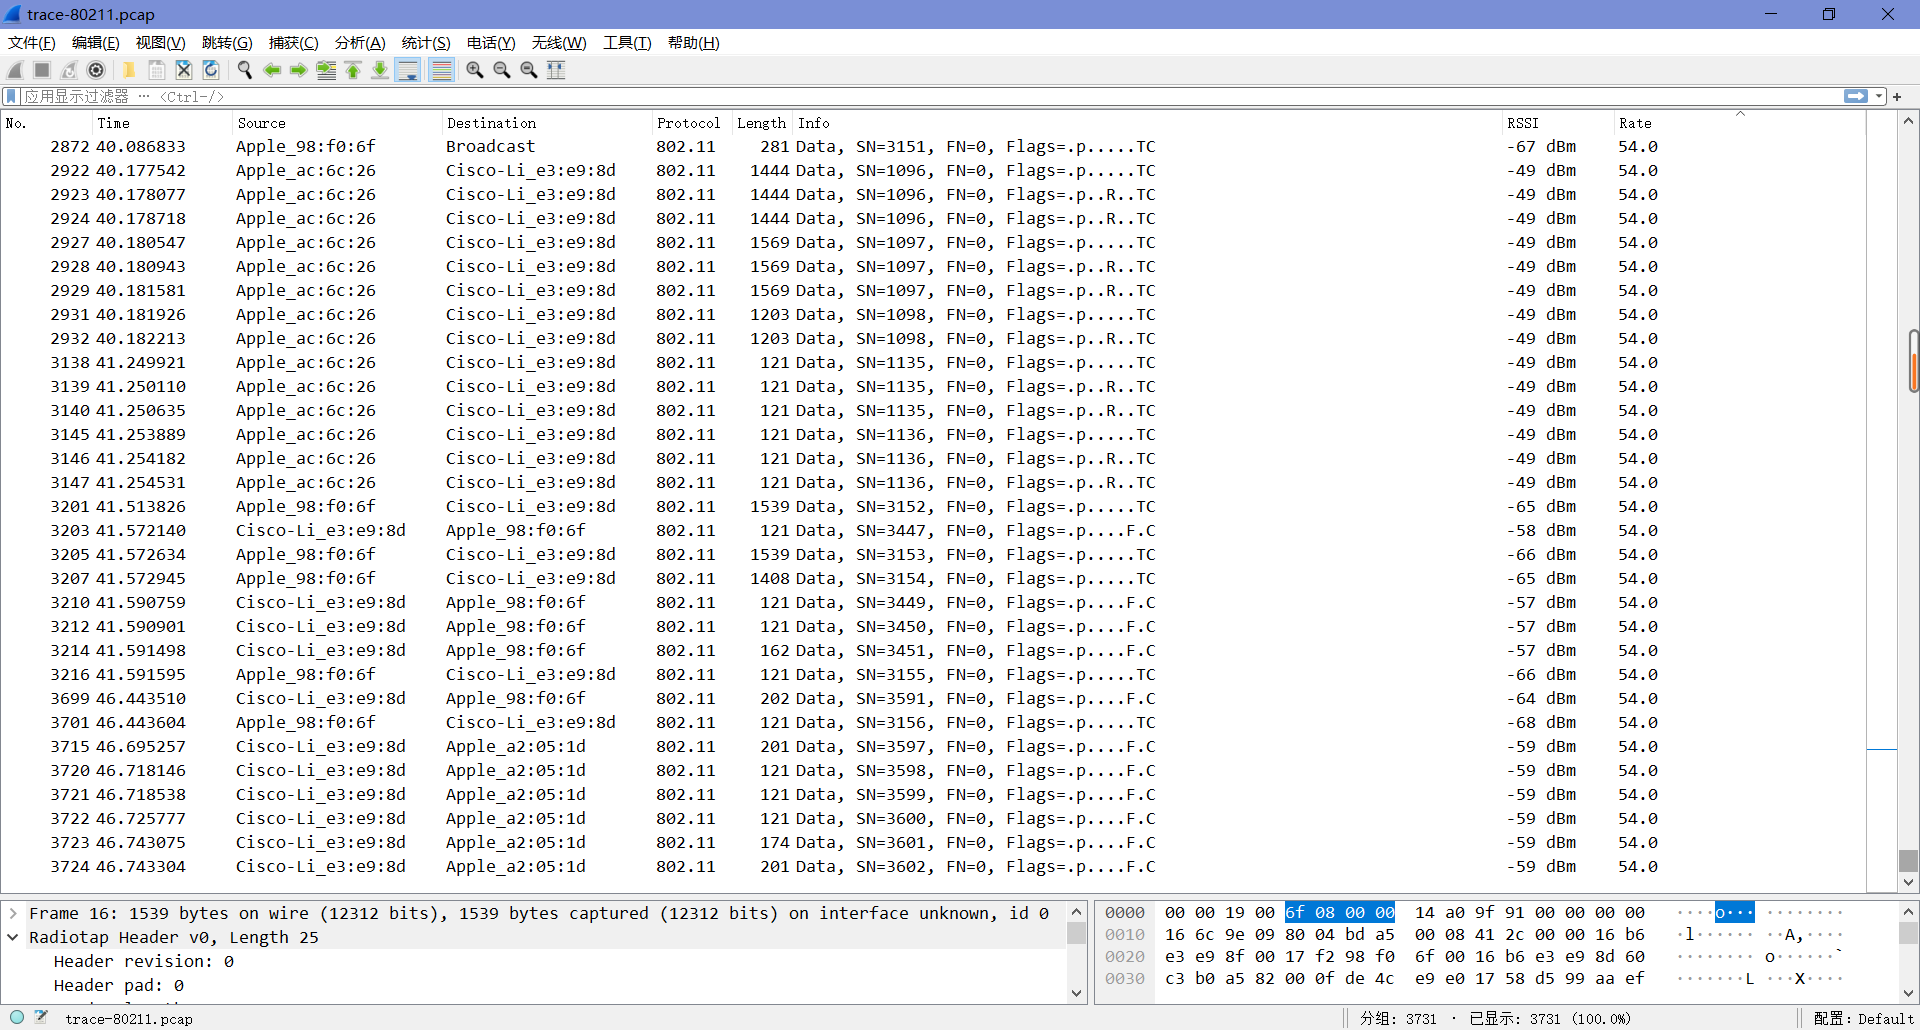 trace-80211.pcap
文件(F) 编辑(E) 视图(V) 跳转(G) 捕获(C) 分析(A) 统计(S) 电话(Y) 无线(W) 工具(T) 帮助(H)
应用显示过滤器 … <Ctrl-/>
No. Time Source Destination Protocol Length Info RSSI Rate
2872 40.086833 Apple_98:f0:6f Broadcast 802.11 281 Data, SN=3151, FN=0, Flags=.p.....TC -67 dBm 54.0
2922 40.177542 Apple_ac:6c:26 Cisco-Li_e3:e9:8d 802.11 1444 Data, SN=1096, FN=0, Flags=.p.....TC -49 dBm 54.0
2923 40.178077 Apple_ac:6c:26 Cisco-Li_e3:e9:8d 802.11 1444 Data, SN=1096, FN=0, Flags=.p..R..TC -49 dBm 54.0
2924 40.178718 Apple_ac:6c:26 Cisco-Li_e3:e9:8d 802.11 1444 Data, SN=1096, FN=0, Flags=.p..R..TC -49 dBm 54.0
2927 40.180547 Apple_ac:6c:26 Cisco-Li_e3:e9:8d 802.11 1569 Data, SN=1097, FN=0, Flags=.p.....TC -49 dBm 54.0
2928 40.180943 Apple_ac:6c:26 Cisco-Li_e3:e9:8d 802.11 1569 Data, SN=1097, FN=0, Flags=.p..R..TC -49 dBm 54.0
2929 40.181581 Apple_ac:6c:26 Cisco-Li_e3:e9:8d 802.11 1569 Data, SN=1097, FN=0, Flags=.p..R..TC -49 dBm 54.0
2931 40.181926 Apple_ac:6c:26 Cisco-Li_e3:e9:8d 802.11 1203 Data, SN=1098, FN=0, Flags=.p.....TC -49 dBm 54.0
2932 40.182213 Apple_ac:6c:26 Cisco-Li_e3:e9:8d 802.11 1203 Data, SN=1098, FN=0, Flags=.p..R..TC -49 dBm 54.0
3138 41.249921 Apple_ac:6c:26 Cisco-Li_e3:e9:8d 802.11 121 Data, SN=1135, FN=0, Flags=.p.....TC -49 dBm 54.0
3139 41.250110 Apple_ac:6c:26 Cisco-Li_e3:e9:8d 802.11 121 Data, SN=1135, FN=0, Flags=.p..R..TC -49 dBm 54.0
3140 41.250635 Apple_ac:6c:26 Cisco-Li_e3:e9:8d 802.11 121 Data, SN=1135, FN=0, Flags=.p..R..TC -49 dBm 54.0
3145 41.253889 Apple_ac:6c:26 Cisco-Li_e3:e9:8d 802.11 121 Data, SN=1136, FN=0, Flags=.p.....TC -49 dBm 54.0
3146 41.254182 Apple_ac:6c:26 Cisco-Li_e3:e9:8d 802.11 121 Data, SN=1136, FN=0, Flags=.p..R..TC -49 dBm 54.0
3147 41.254531 Apple_ac:6c:26 Cisco-Li_e3:e9:8d 802.11 121 Data, SN=1136, FN=0, Flags=.p..R..TC -49 dBm 54.0
3201 41.513826 Apple_98:f0:6f Cisco-Li_e3:e9:8d 802.11 1539 Data, SN=3152, FN=0, Flags=.p.....TC -65 dBm 54.0
3203 41.572140 Cisco-Li_e3:e9:8d Apple_98:f0:6f 802.11 121 Data, SN=3447, FN=0, Flags=.p....F.C -58 dBm 54.0
3205 41.572634 Apple_98:f0:6f Cisco-Li_e3:e9:8d 802.11 1539 Data, SN=3153, FN=0, Flags=.p.....TC -66 dBm 54.0
3207 41.572945 Apple_98:f0:6f Cisco-Li_e3:e9:8d 802.11 1408 Data, SN=3154, FN=0, Flags=.p.....TC -65 dBm 54.0
3210 41.590759 Cisco-Li_e3:e9:8d Apple_98:f0:6f 802.11 121 Data, SN=3449, FN=0, Flags=.p....F.C -57 dBm 54.0
3212 41.590901 Cisco-Li_e3:e9:8d Apple_98:f0:6f 802.11 121 Data, SN=3450, FN=0, Flags=.p....F.C -57 dBm 54.0
3214 41.591498 Cisco-Li_e3:e9:8d Apple_98:f0:6f 802.11 162 Data, SN=3451, FN=0, Flags=.p....F.C -57 dBm 54.0
3216 41.591595 Apple_98:f0:6f Cisco-Li_e3:e9:8d 802.11 121 Data, SN=3155, FN=0, Flags=.p.....TC -66 dBm 54.0
3699 46.443510 Cisco-Li_e3:e9:8d Apple_98:f0:6f 802.11 202 Data, SN=3591, FN=0, Flags=.p....F.C -64 dBm 54.0
3701 46.443604 Apple_98:f0:6f Cisco-Li_e3:e9:8d 802.11 121 Data, SN=3156, FN=0, Flags=.p.....TC -68 dBm 54.0
3715 46.695257 Cisco-Li_e3:e9:8d Apple_a2:05:1d 802.11 201 Data, SN=3597, FN=0, Flags=.p....F.C -59 dBm 54.0
3720 46.718146 Cisco-Li_e3:e9:8d Apple_a2:05:1d 802.11 121 Data, SN=3598, FN=0, Flags=.p....F.C -59 dBm 54.0
3721 46.718538 Cisco-Li_e3:e9:8d Apple_a2:05:1d 802.11 121 Data, SN=3599, FN=0, Flags=.p....F.C -59 dBm 54.0
3722 46.725777 Cisco-Li_e3:e9:8d Apple_a2:05:1d 802.11 121 Data, SN=3600, FN=0, Flags=.p....F.C -59 dBm 54.0
3723 46.743075 Cisco-Li_e3:e9:8d Apple_a2:05:1d 802.11 174 Data, SN=3601, FN=0, Flags=.p....F.C -59 dBm 54.0
3724 46.743304 Cisco-Li_e3:e9:8d Apple_a2:05:1d 802.11 201 Data, SN=3602, FN=0, Flags=.p....F.C -59 dBm 54.0
Frame 16: 1539 bytes on wire (12312 bits), 1539 bytes captured (12312 bits) on interface unknown, id 0
Radiotap Header v0, Length 25
Header revision: 0
Header pad: 0
0000 00 00 19 00 6f 08 00 00 14 a0 9f 91 00 00 00 00 ····o··· ········
0010 16 6c 9e 09 80 04 bd a5 00 08 41 2c 00 00 16 b6 ·l······ ··A,····
0020 e3 e9 8f 00 17 f2 98 f0 6f 00 16 b6 e3 e9 8d 60 ········ o······`
0030 c3 b0 a5 82 00 0f de 4c e9 e0 17 58 d5 99 aa ef ·······L ···X····
trace-80211.pcap
分组: 3731 · 已显示: 3731 (100.0%)
配置: Default